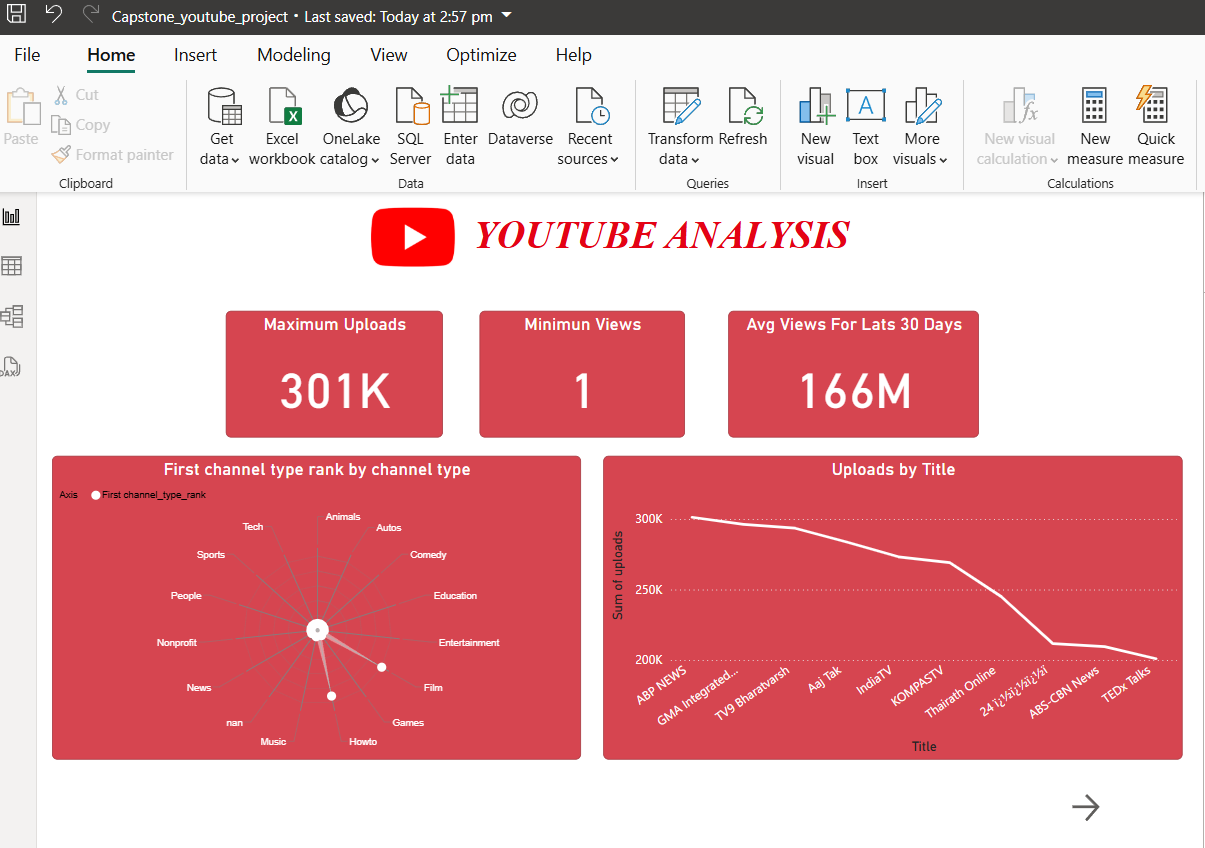 Capstone_youtube_project • Last saved: Today at 2:57 pm
File Home Insert Modeling View Optimize Help
Paste
Cut
Copy
Format painter
Clipboard
Get data
Excel workbook
OneLake catalog
SQL Server
Enter data
Dataverse
Recent sources
Data
Transform data
Refresh
Queries
New visual
Text box
More visuals
Insert
New visual calculation
New measure
Quick measure
Calculations
DAX
YOUTUBE ANALYSIS
Maximum Uploads
301K
Minimun Views
1
Avg Views For Lats 30 Days
166M
First channel type rank by channel type
Axis First channel_type_rank
Animals
Autos
Comedy
Education
Entertainment
Film
Games
Howto
Music
nan
News
Nonprofit
People
Sports
Tech
Uploads by Title
Sum of uploads
300K
250K
200K
ABP NEWS
GMA Integrated...
TV9 Bharatvarsh
Aaj Tak
IndiaTV
KOMPASTV
Thairath Online
24 ï¿½ï¿½ï¿½ï
ABS-CBN News
TEDx Talks
Title